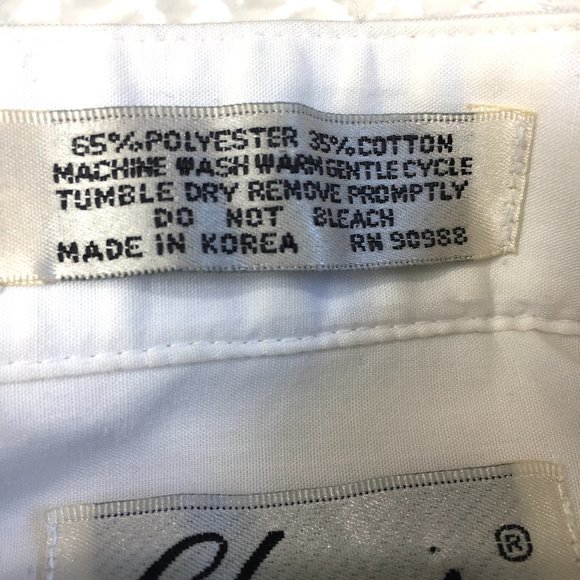 65% POLYESTER 35% COTTON
MACHINE WASH WARM GENTLE CYCLE
TUMBLE DRY REMOVE PROMPTLY
DO NOT BLEACH
MADE IN KOREA RN 90988
®